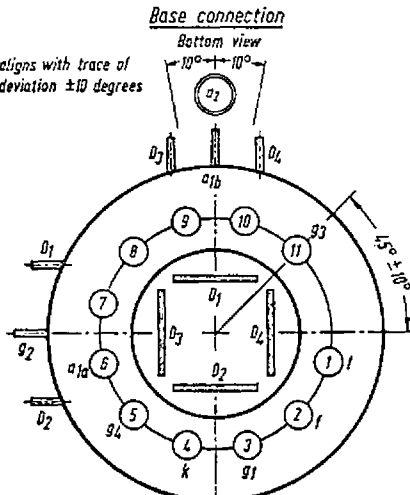 Base connection
Bottom view
aligns with trace of
deviation ±10 degrees
10° 10°
a2
D3 D4
a1b
9 10
8 11 g3
45° ± 10°
D1
7
D1
D3 D4
g2
a1a 6 1 f
D2
D2
g4 5 2 f
4 3
k g1